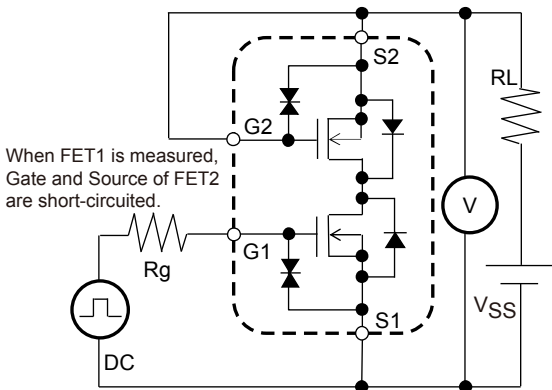 S2
RL
G2
When FET1 is measured,
Gate and Source of FET2
are short-circuited.
V
G1
Rg
VSS
S1
DC